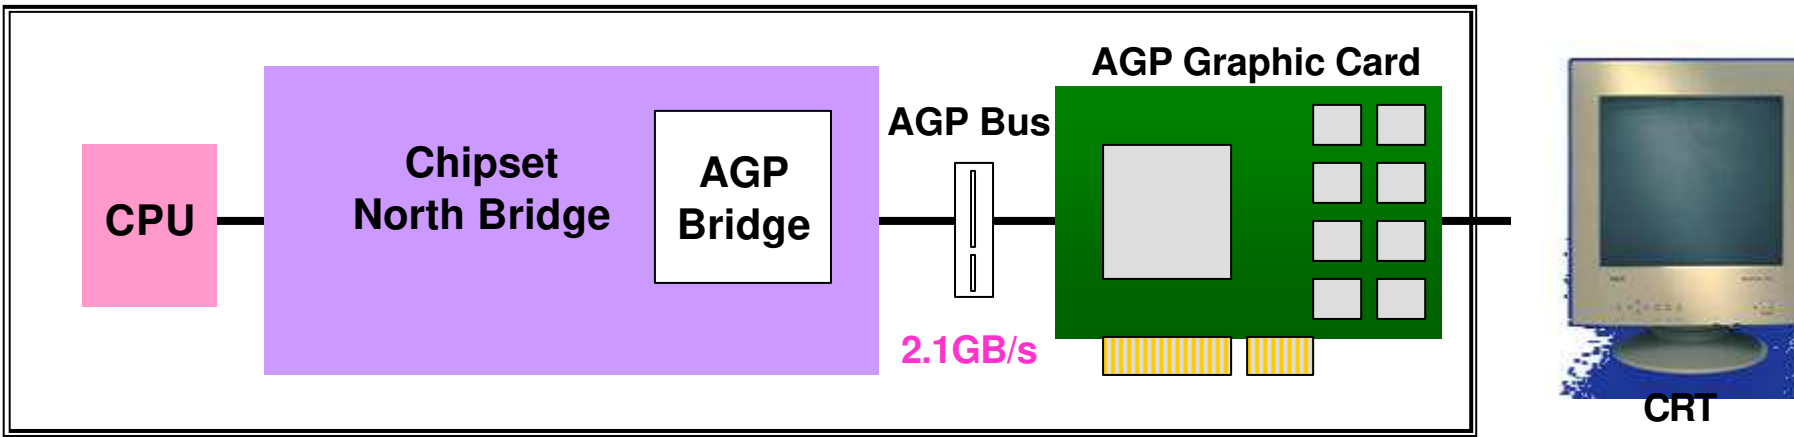 AGP Graphic Card
AGP Bus
Chipset
North Bridge
AGP
Bridge
CPU
2.1GB/s
CRT